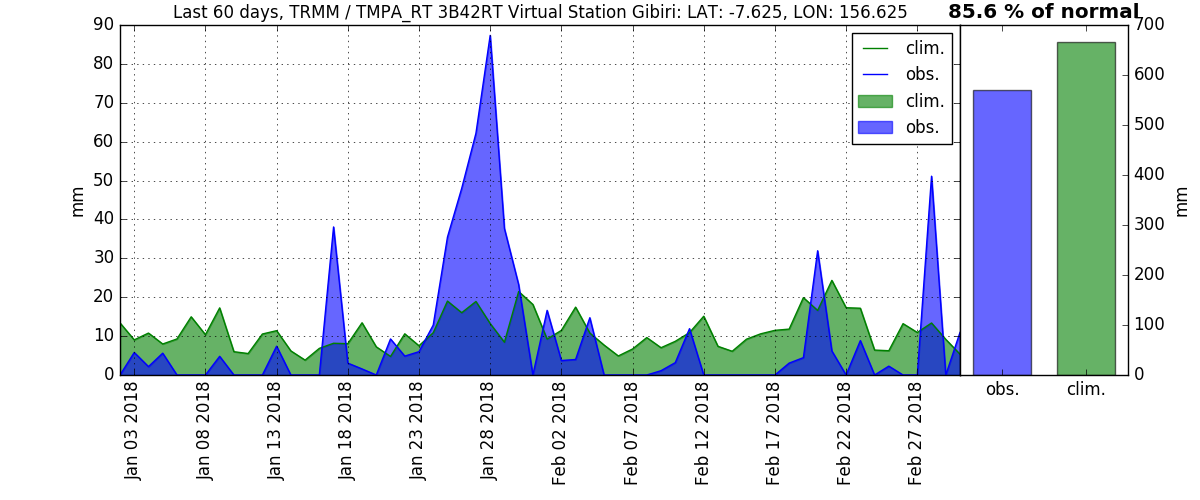 Last 60 days, TRMM / TMPA_RT 3B42RT Virtual Station Gibiri: LAT: -7.625, LON: 156.625
85.6 % of normal
90
80
70
60
50
40
30
20
10
0
mm
clim.
obs.
clim.
obs.
Jan 03 2018
Jan 08 2018
Jan 13 2018
Jan 18 2018
Jan 23 2018
Jan 28 2018
Feb 02 2018
Feb 07 2018
Feb 12 2018
Feb 17 2018
Feb 22 2018
Feb 27 2018
700
600
500
400
300
200
100
0
mm
obs.
clim.